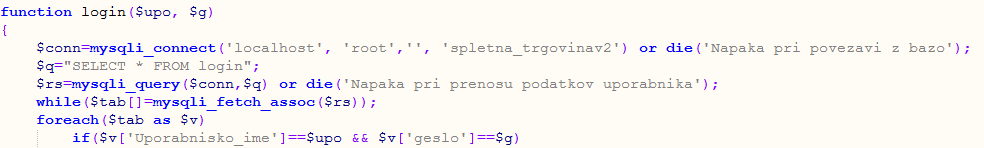 function login($upo, $g)
{
$conn=mysqli_connect('localhost', 'root','', 'spletna_trgovinav2') or die('Napaka pri povezavi z bazo');
$q="SELECT * FROM login";
$rs=mysqli_query($conn,$q) or die('Napaka pri prenosu podatkov uporabnika');
while($tab[]=mysqli_fetch_assoc($rs));
foreach($tab as $v)
if($v['Uporabnisko_ime']==$upo && $v['geslo']==$g)